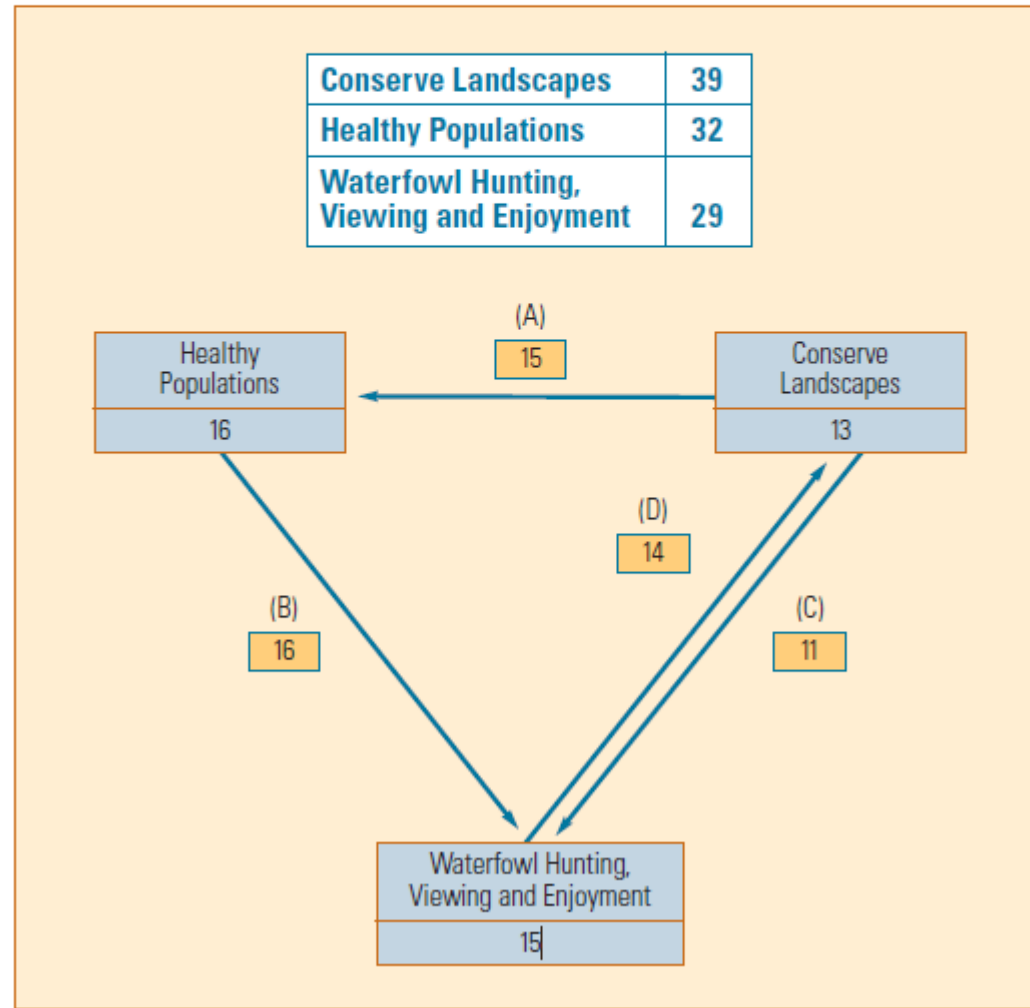 Conserve Landscapes 39
Healthy Populations 32
Waterfowl Hunting,
Viewing and Enjoyment 29
(A)
15
Healthy
Populations
16
Conserve
Landscapes
13
(D)
14
(B)
16
(C)
11
Waterfowl Hunting,
Viewing and Enjoyment
15